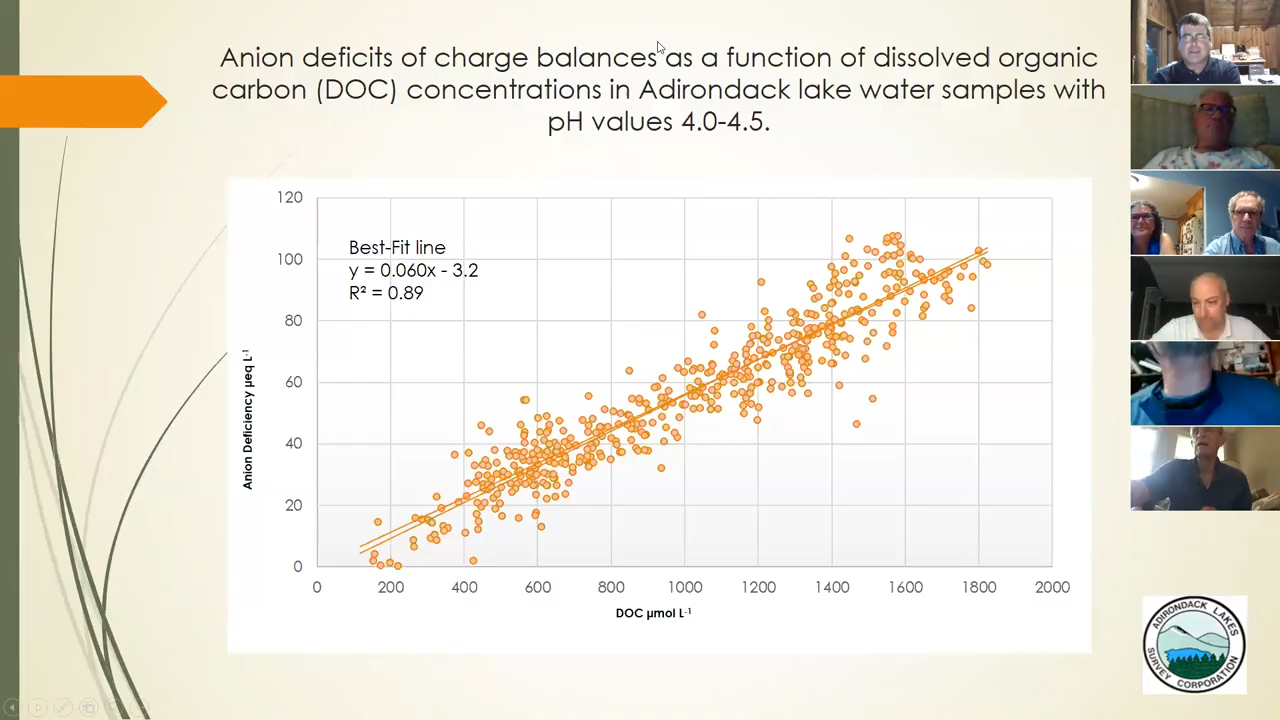 Anion deficits of charge balances as a function of dissolved organic
carbon (DOC) concentrations in Adirondack lake water samples with
pH values 4.0-4.5.
Best-Fit line
y = 0.060x - 3.2
R² = 0.89
120
100
80
60
40
20
0
Anion Deficiency µeq L⁻¹
0 200 400 600 800 1000 1200 1400 1600 1800 2000
DOC µmol L⁻¹
ADIRONDACK LAKES
SURVEY CORPORATION